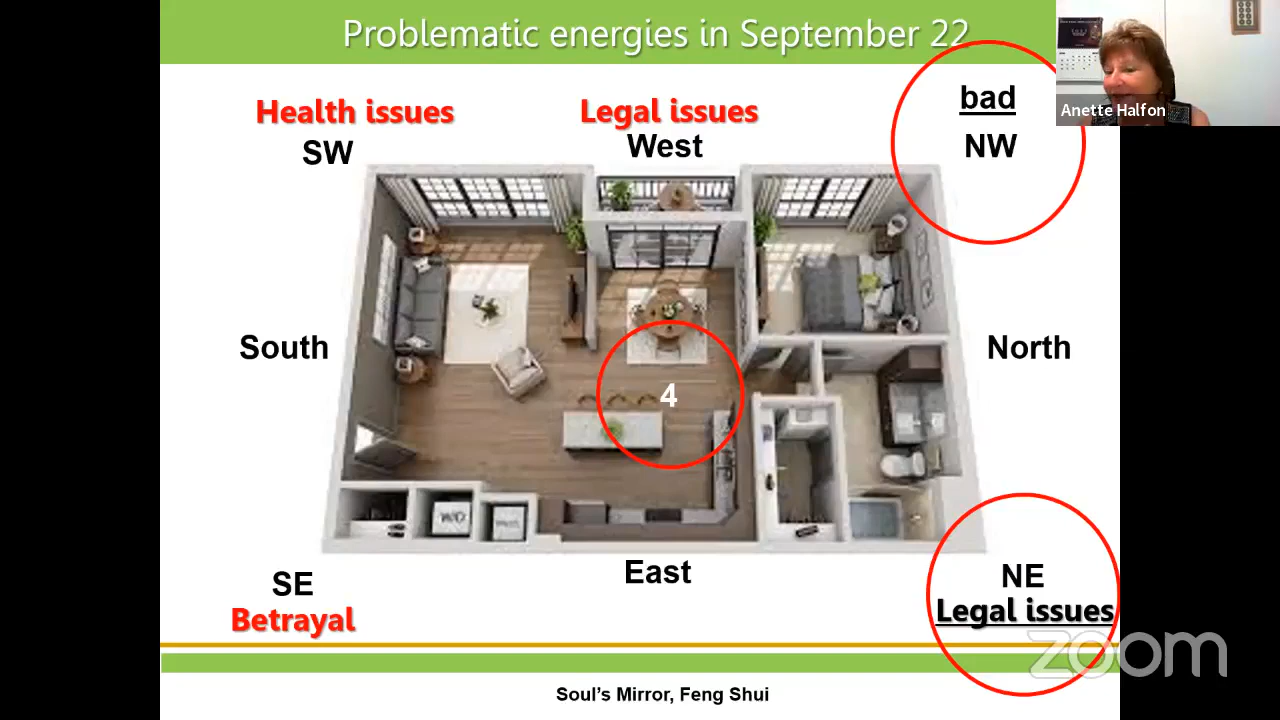 Problematic energies in September 22
Anette Halfon
Health issues
SW
Legal issues
West
bad
NW
South
North
4
SE
Betrayal
East
NE
Legal issues
zoom
Soul's Mirror, Feng Shui